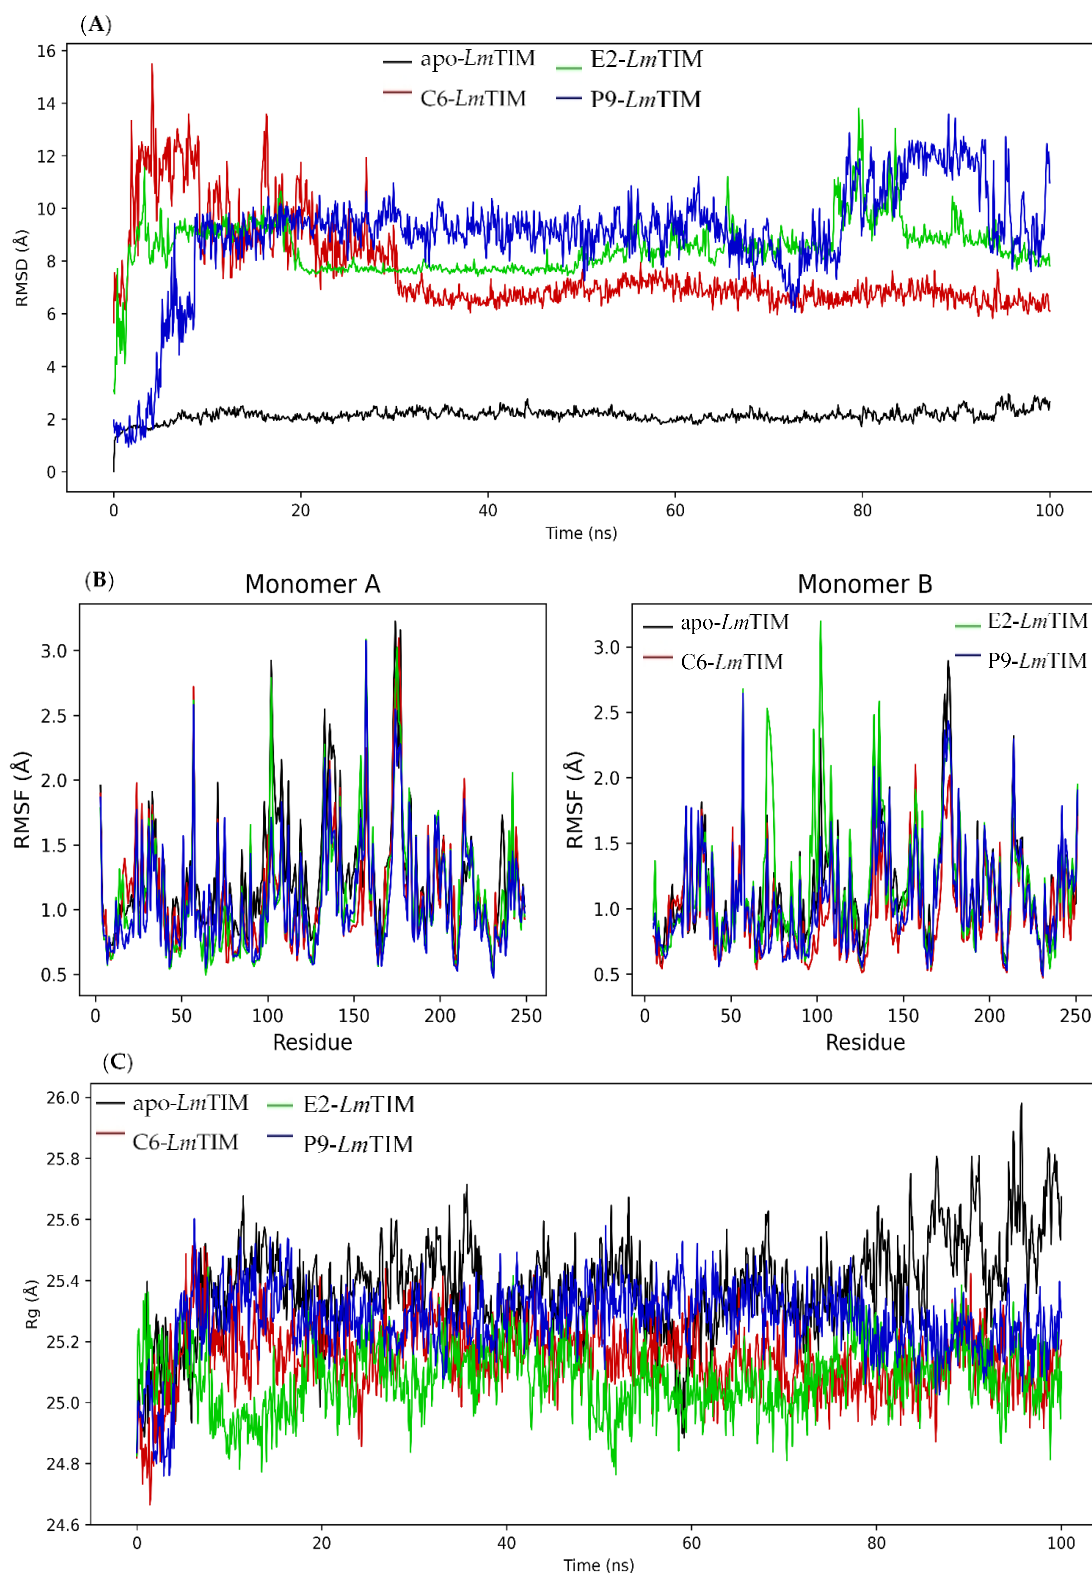 (A)
apo-LmTIM E2-LmTIM
C6-LmTIM P9-LmTIM
16
14
12
10
8
6
4
2
0
RMSD (Å)
0 20 40 60 80 100
Time (ns)
(B)
Monomer A Monomer B
apo-LmTIM E2-LmTIM
C6-LmTIM P9-LmTIM
3.0 3.0
2.5 2.5
2.0 2.0
1.5 1.5
1.0 1.0
0.5 0.5
RMSF (Å) RMSF (Å)
0 50 100 150 200 250 0 50 100 150 200 250
Residue Residue
(C)
apo-LmTIM E2-LmTIM
C6-LmTIM P9-LmTIM
26.0
25.8
25.6
25.4
25.2
25.0
24.8
24.6
Rg (Å)
0 20 40 60 80 100
Time (ns)